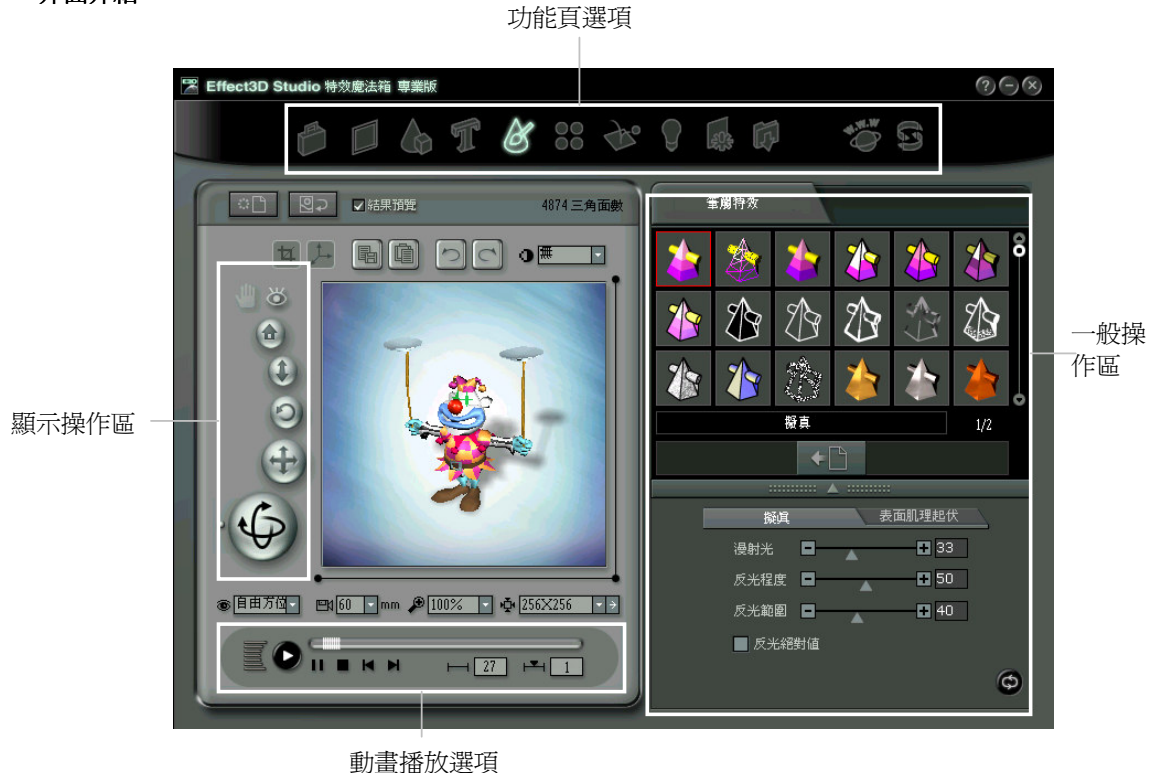 功能頁選項
Effect3D Studio 特效魔法箱 專業版
W.W.W
結果預覽
4874 三角面數
筆觸特效
無
一般操
作區
顯示操作區
擬真
1/2
擬真
表面肌理起伏
漫射光
33
反光程度
50
反光範圍
40
反光絕對值
自由方位
60
mm
100%
256X256
27
1
動畫播放選項